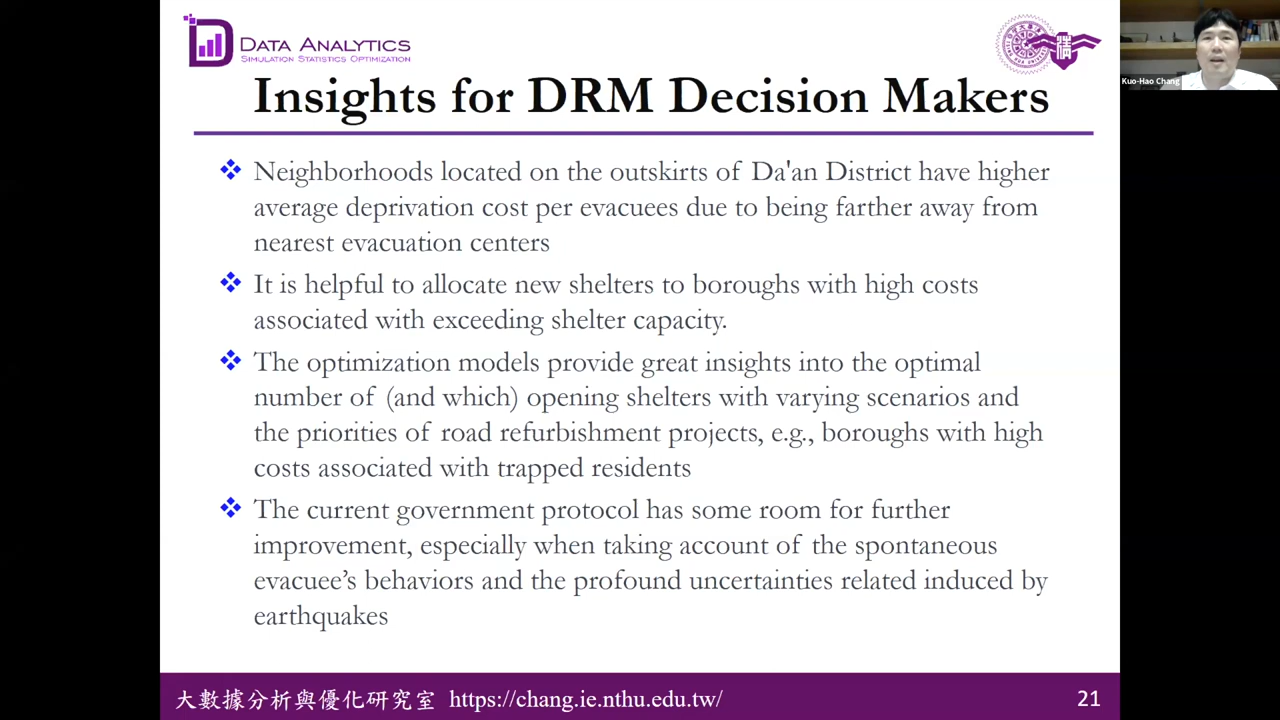 DATA ANALYTICS
SIMULATION STATISTICS OPTIMIZATION
Insights for DRM Decision Makers
Kuo-Hao Chang
Neighborhoods located on the outskirts of Da'an District have higher
average deprivation cost per evacuees due to being farther away from
nearest evacuation centers
It is helpful to allocate new shelters to boroughs with high costs
associated with exceeding shelter capacity.
The optimization models provide great insights into the optimal
number of (and which) opening shelters with varying scenarios and
the priorities of road refurbishment projects, e.g., boroughs with high
costs associated with trapped residents
The current government protocol has some room for further
improvement, especially when taking account of the spontaneous
evacuee's behaviors and the profound uncertainties related induced by
earthquakes
大數據分析與優化研究室 https://chang.ie.nthu.edu.tw/
21